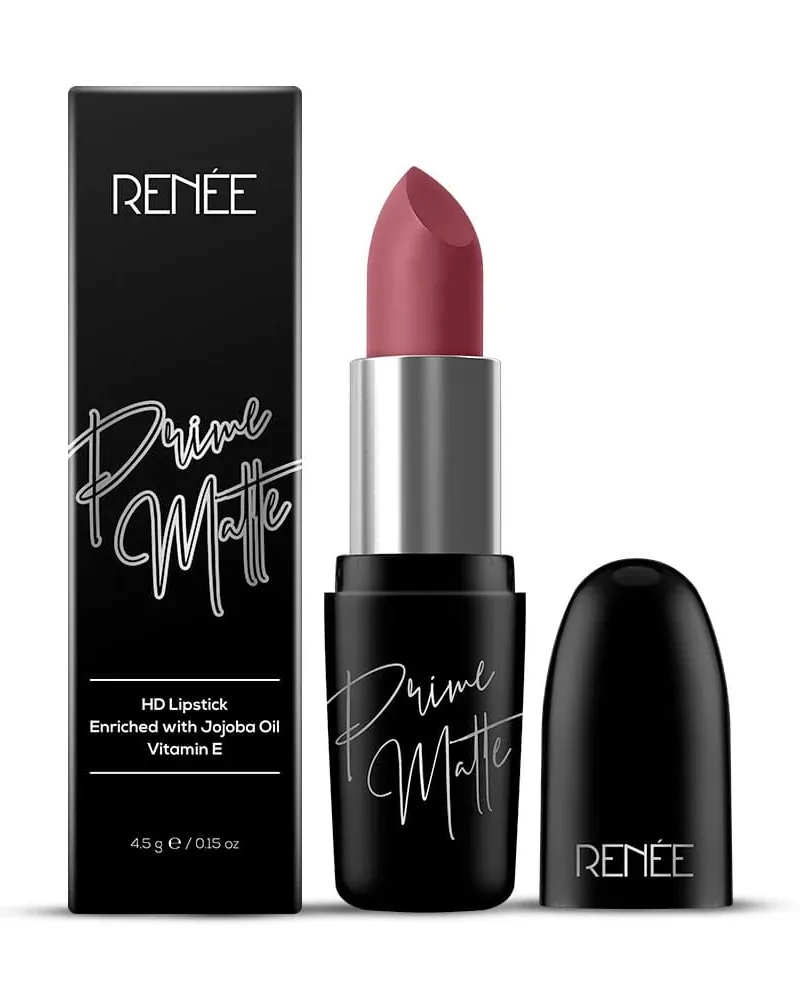 RENÉE
Prime
Matte
HD Lipstick
Enriched with Jojoba Oil
Vitamin E
4.5 g ℮ / 0.15 oz
Prime
Matte
RENÉE